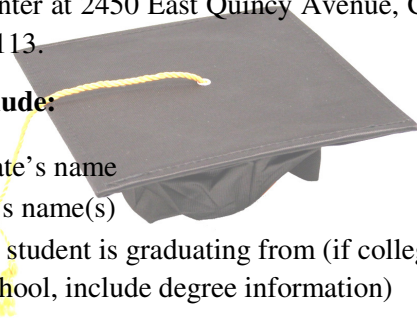 nter at 2450 East Quincy Avenue, C
113.
ude:
ate's name
's name(s)
student is graduating from (if colleg
hool, include degree information)